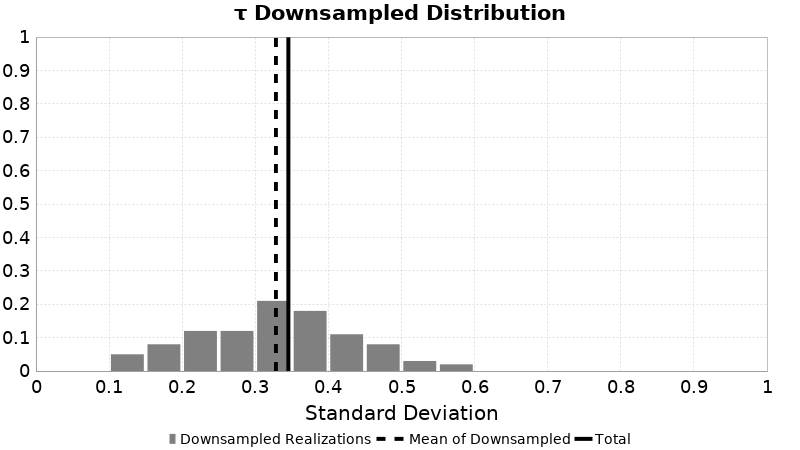 τ Downsampled Distribution
1
0.9
0.8
0.7
0.6
0.5
0.4
0.3
0.2
0.1
0
0 0.1 0.2 0.3 0.4 0.5 0.6 0.7 0.8 0.9 1
Standard Deviation
Downsampled Realizations Mean of Downsampled Total